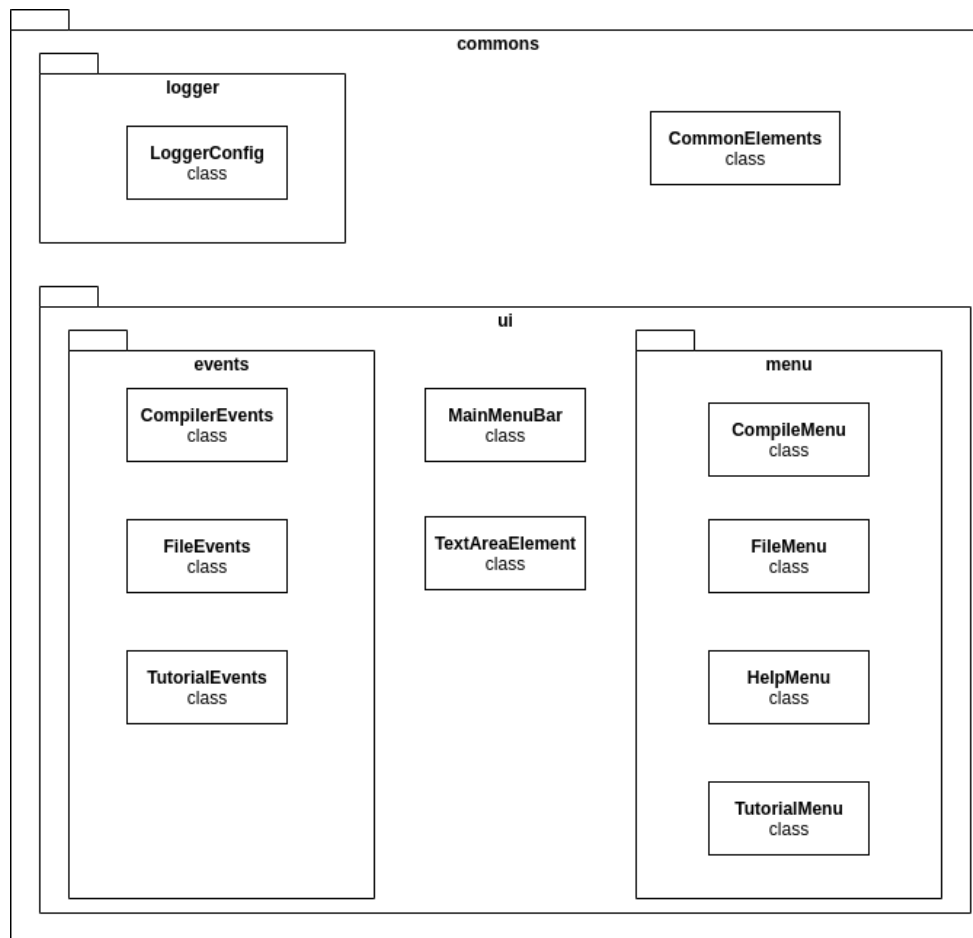 commons
logger
LoggerConfig
class
CommonElements
class
ui
events
CompilerEvents
class
FileEvents
class
TutorialEvents
class
MainMenuBar
class
TextAreaElement
class
menu
CompileMenu
class
FileMenu
class
HelpMenu
class
TutorialMenu
class